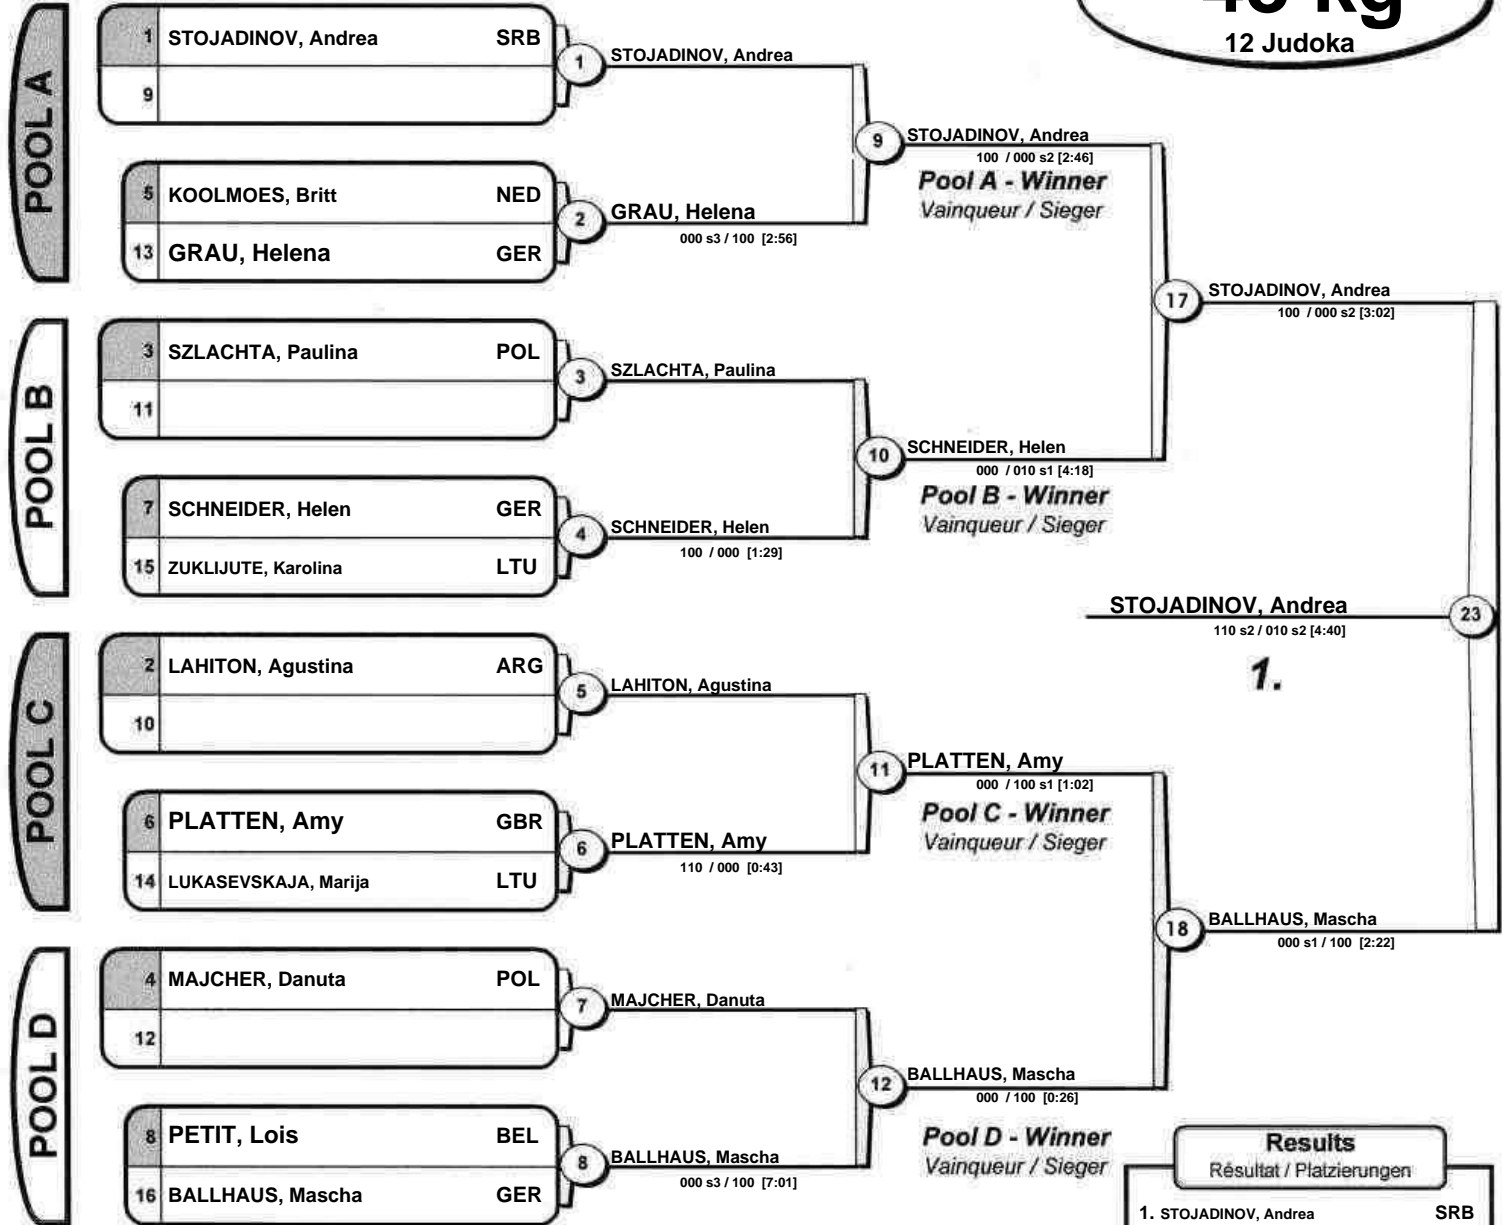 12 Judoka
POOL A
1 STOJADINOV, Andrea SRB
9
1 STOJADINOV, Andrea
5 KOOLMOES, Britt NED
13 GRAU, Helena GER
2 GRAU, Helena
000 s3 / 100 [2:56]
9 STOJADINOV, Andrea
100 / 000 s2 [2:46]
Pool A - Winner
Vainqueur / Sieger
POOL B
3 SZLACHTA, Paulina POL
11
3 SZLACHTA, Paulina
7 SCHNEIDER, Helen GER
15 ZUKLIJUTE, Karolina LTU
4 SCHNEIDER, Helen
100 / 000 [1:29]
10 SCHNEIDER, Helen
000 / 010 s1 [4:18]
Pool B - Winner
Vainqueur / Sieger
17 STOJADINOV, Andrea
100 / 000 s2 [3:02]
STOJADINOV, Andrea 23
110 s2 / 010 s2 [4:40]
1.
POOL C
2 LAHITON, Agustina ARG
10
5 LAHITON, Agustina
6 PLATTEN, Amy GBR
14 LUKASEVSKAJA, Marija LTU
6 PLATTEN, Amy
110 / 000 [0:43]
11 PLATTEN, Amy
000 / 100 s1 [1:02]
Pool C - Winner
Vainqueur / Sieger
POOL D
4 MAJCHER, Danuta POL
12
7 MAJCHER, Danuta
8 PETIT, Lois BEL
16 BALLHAUS, Mascha GER
8 BALLHAUS, Mascha
000 s3 / 100 [7:01]
12 BALLHAUS, Mascha
000 / 100 [0:26]
Pool D - Winner
Vainqueur / Sieger
18 BALLHAUS, Mascha
000 s1 / 100 [2:22]
Results
Résultat / Platzierungen
1. STOJADINOV, Andrea SRB